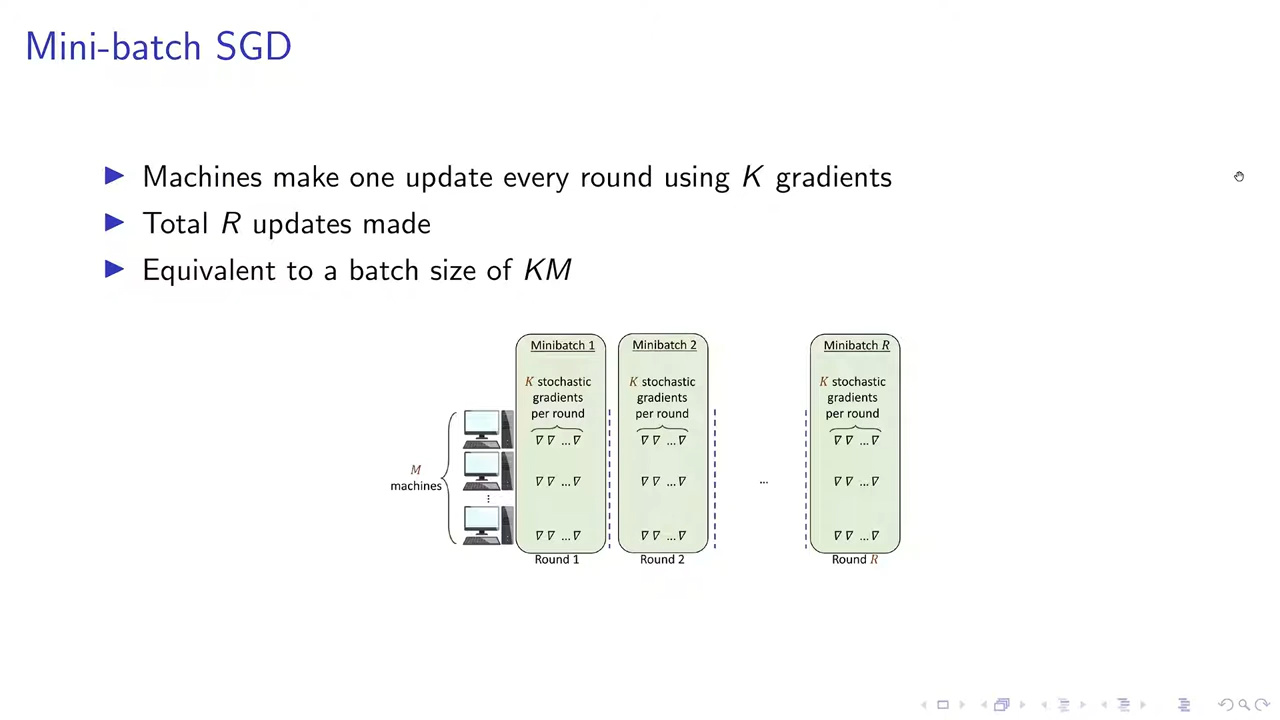 Mini-batch SGD
Machines make one update every round using K gradients
Total R updates made
Equivalent to a batch size of KM
Minibatch 1
K stochastic
gradients
per round
∇ ∇ ...∇
∇ ∇ ...∇
∇ ∇ ...∇
Round 1
Minibatch 2
K stochastic
gradients
per round
∇ ∇ ...∇
∇ ∇ ...∇
∇ ∇ ...∇
Round 2
...
Minibatch R
K stochastic
gradients
per round
∇ ∇ ...∇
∇ ∇ ...∇
∇ ∇ ...∇
Round R
M
machines